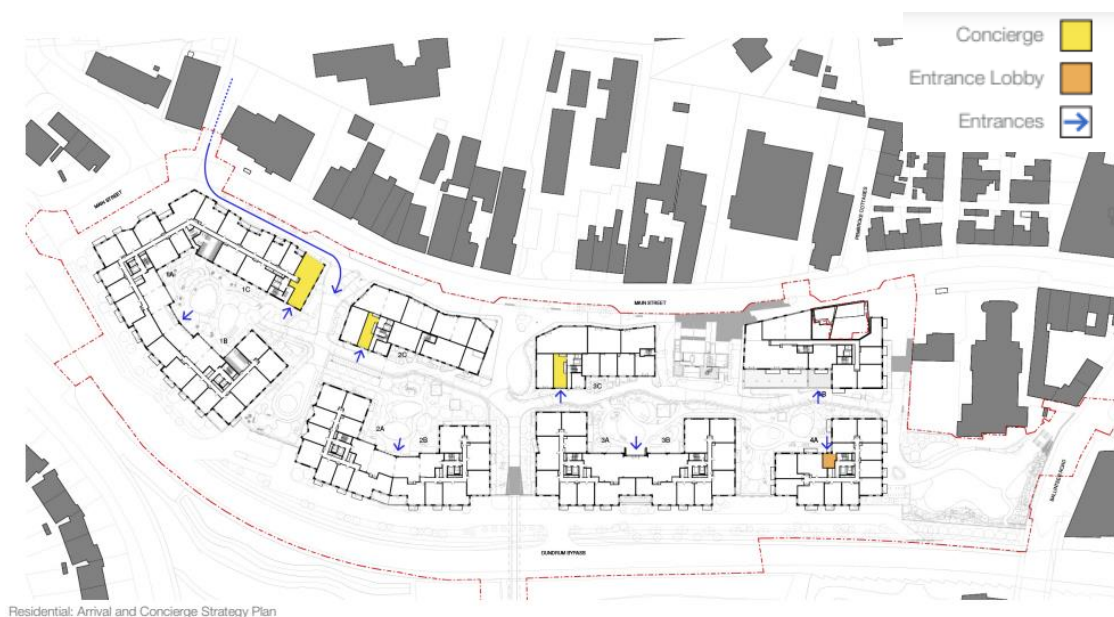 Concierge
Entrance Lobby
Entrances
MAIN STREET
PEMBROKE COTTAGES
1A
1C
1B
MAIN STREET
2C
3C
4B
2A
2B
3A
3B
4A
BALLINTEER ROAD
DUNDRUM BYPASS
Residential: Arrival and Concierge Strategy Plan